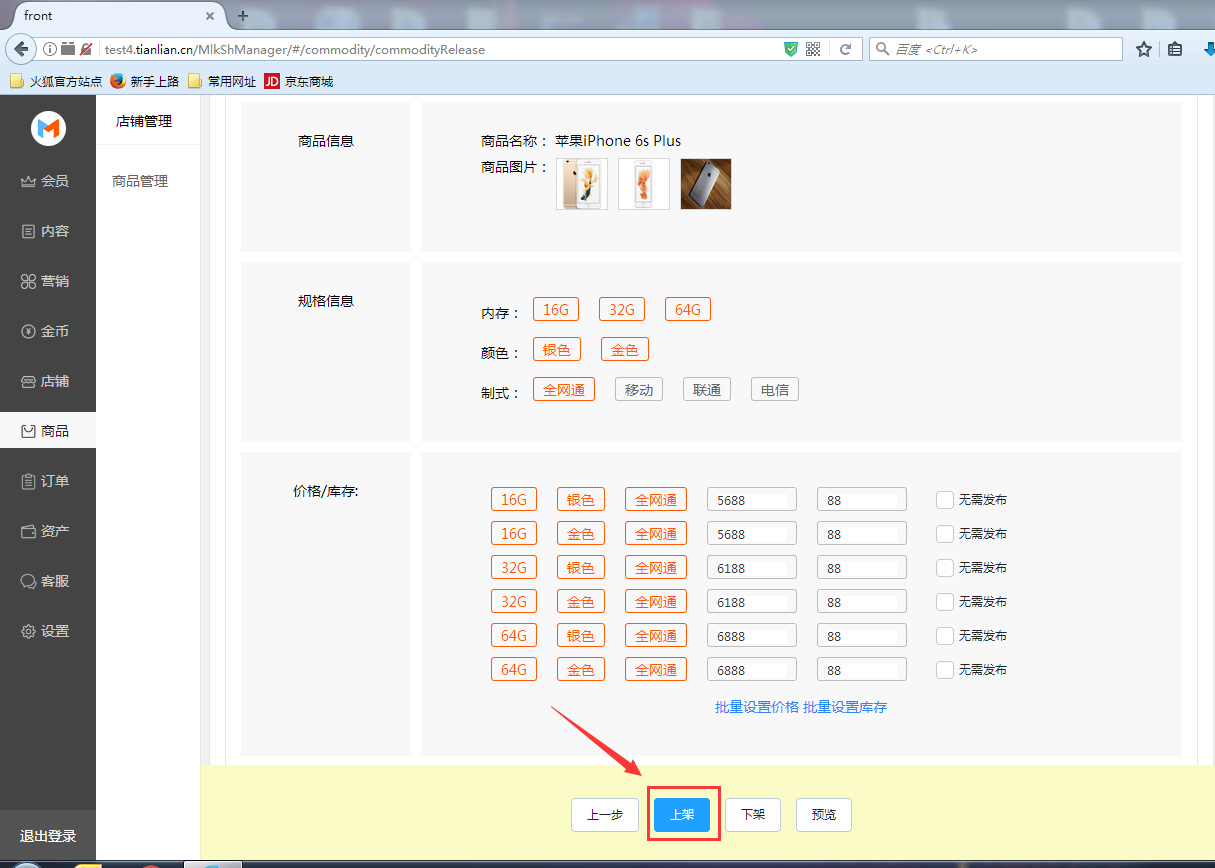 front
test4.tianlian.cn/MlkShManager/#/commodity/commodityRelease
百度 <Ctrl+K>
火狐官方站点 新手上路 常用网址 JD 京东商城
店铺管理
商品管理
会员
内容
营销
金币
店铺
商品
订单
资产
客服
设置
退出登录
商品信息
商品名称： 苹果iPhone 6s Plus
商品图片：
规格信息
内存： 16G 32G 64G
颜色： 银色 金色
制式： 全网通 移动 联通 电信
价格/库存:
16G 银色 全网通 5688 88 无需发布
16G 金色 全网通 5688 88 无需发布
32G 银色 全网通 6188 88 无需发布
32G 金色 全网通 6188 88 无需发布
64G 银色 全网通 6888 88 无需发布
64G 金色 全网通 6888 88 无需发布
批量设置价格 批量设置库存
上一步 上架 下架 预览